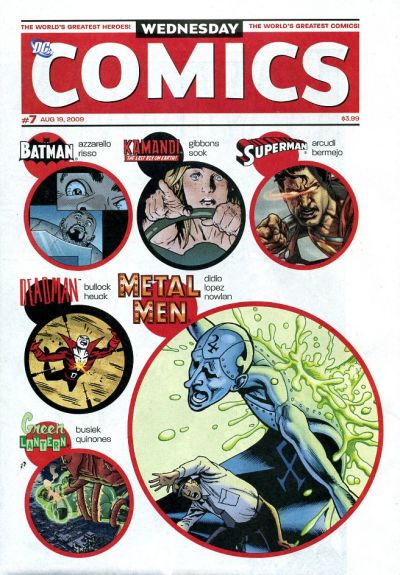 THE WORLD'S GREATEST HEROES!
WEDNESDAY
THE WORLD'S GREATEST COMICS!
DC
COMICS
#7 AUG 19, 2009
$3.99
BATMAN
azzarello
risso
KAMANDI
THE LAST BOY ON EARTH!
gibbons
sook
SUPERMAN
arcudi
bermejo
DEADMAN
bullock
heuck
METAL
MEN
didio
lopez
nowlan
Green
LANTERN
busiek
quinones